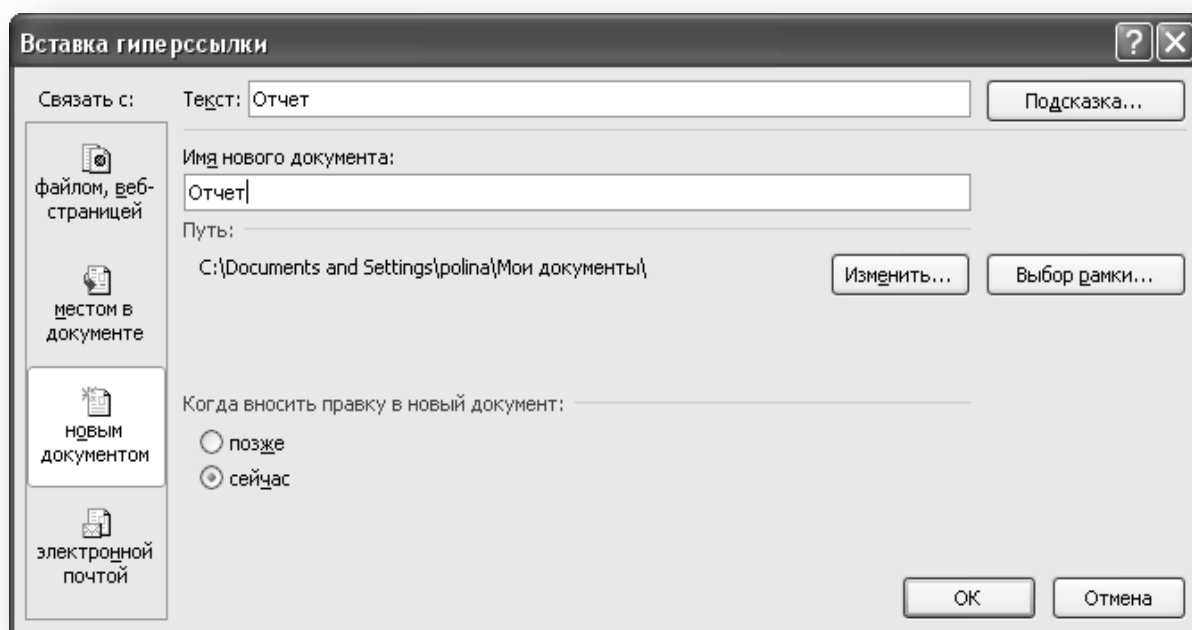 Вставка гиперссылки
Связать с:
Текст: Отчет
Подсказка...
файлом, веб-
страницей
местом в
документе
новым
документом
электронной
почтой
Имя нового документа:
Отчет
Путь:
C:\Documents and Settings\polina\Мои документы\
Изменить...
Выбор рамки...
Когда вносить правку в новый документ:
позже
сейчас
ОК
Отмена